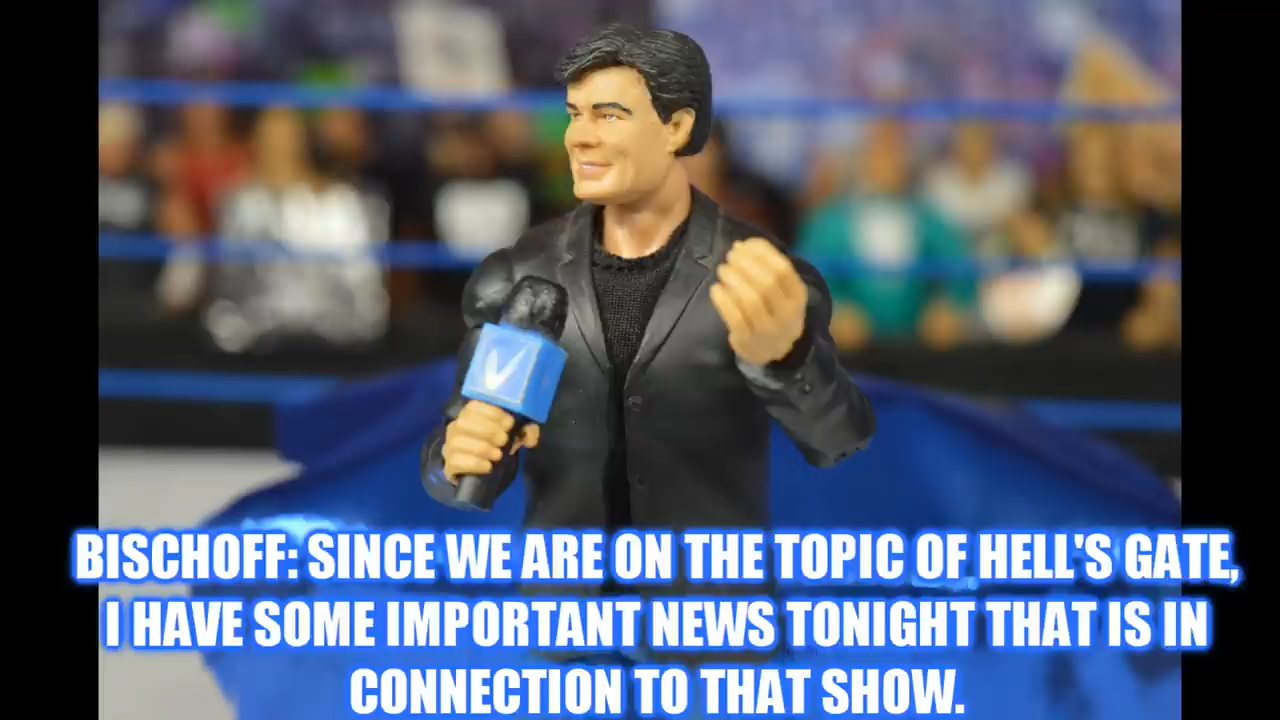 V
BISCHOFF: SINCE WE ARE ON THE TOPIC OF HELL'S GATE,
I HAVE SOME IMPORTANT NEWS TONIGHT THAT IS IN
CONNECTION TO THAT SHOW.